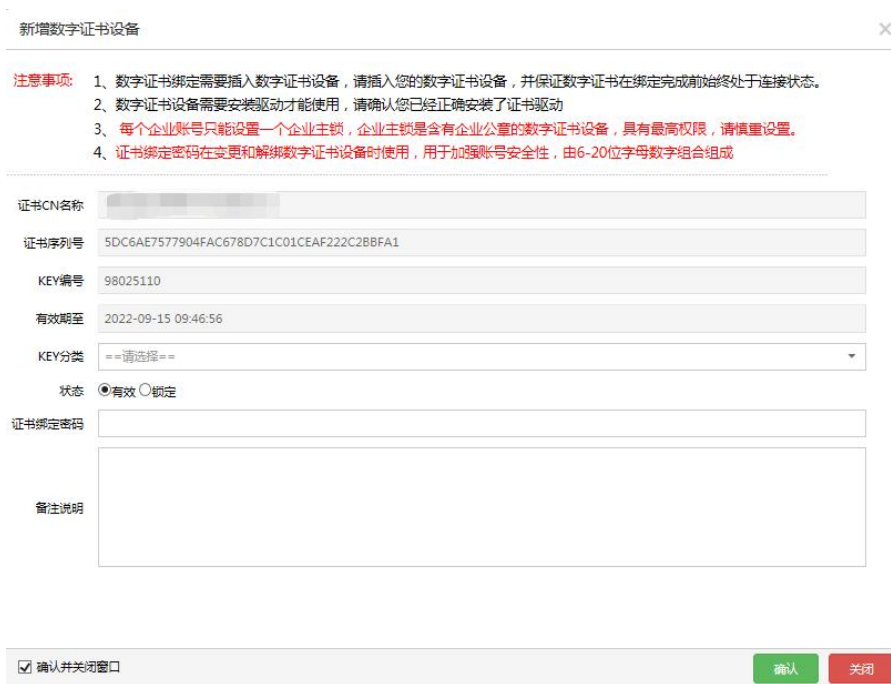 新增数字证书设备
×
注意事项: 1、数字证书绑定需要插入数字证书设备，请插入您的数字证书设备，并保证数字证书在绑定完成前始终处于连接状态。
2、数字证书设备需要安装驱动才能使用，请确认您已经正确安装了证书驱动
3、每个企业账号只能设置一个企业主锁，企业主锁是含有企业公章的数字证书设备，具有最高权限，请慎重设置。
4、证书绑定密码在变更和解绑数字证书设备时使用，用于加强账号安全性，由6-20位字母数字组合组成
证书CN名称
证书序列号 5DC6AE7577904FAC678D7C1C01CEAF222C2BBFA1
KEY编号 98025110
有效期至 2022-09-15 09:46:56
KEY分类 ==请选择==
状态 有效 锁定
证书绑定密码
备注说明
确认并关闭窗口 确认 关闭